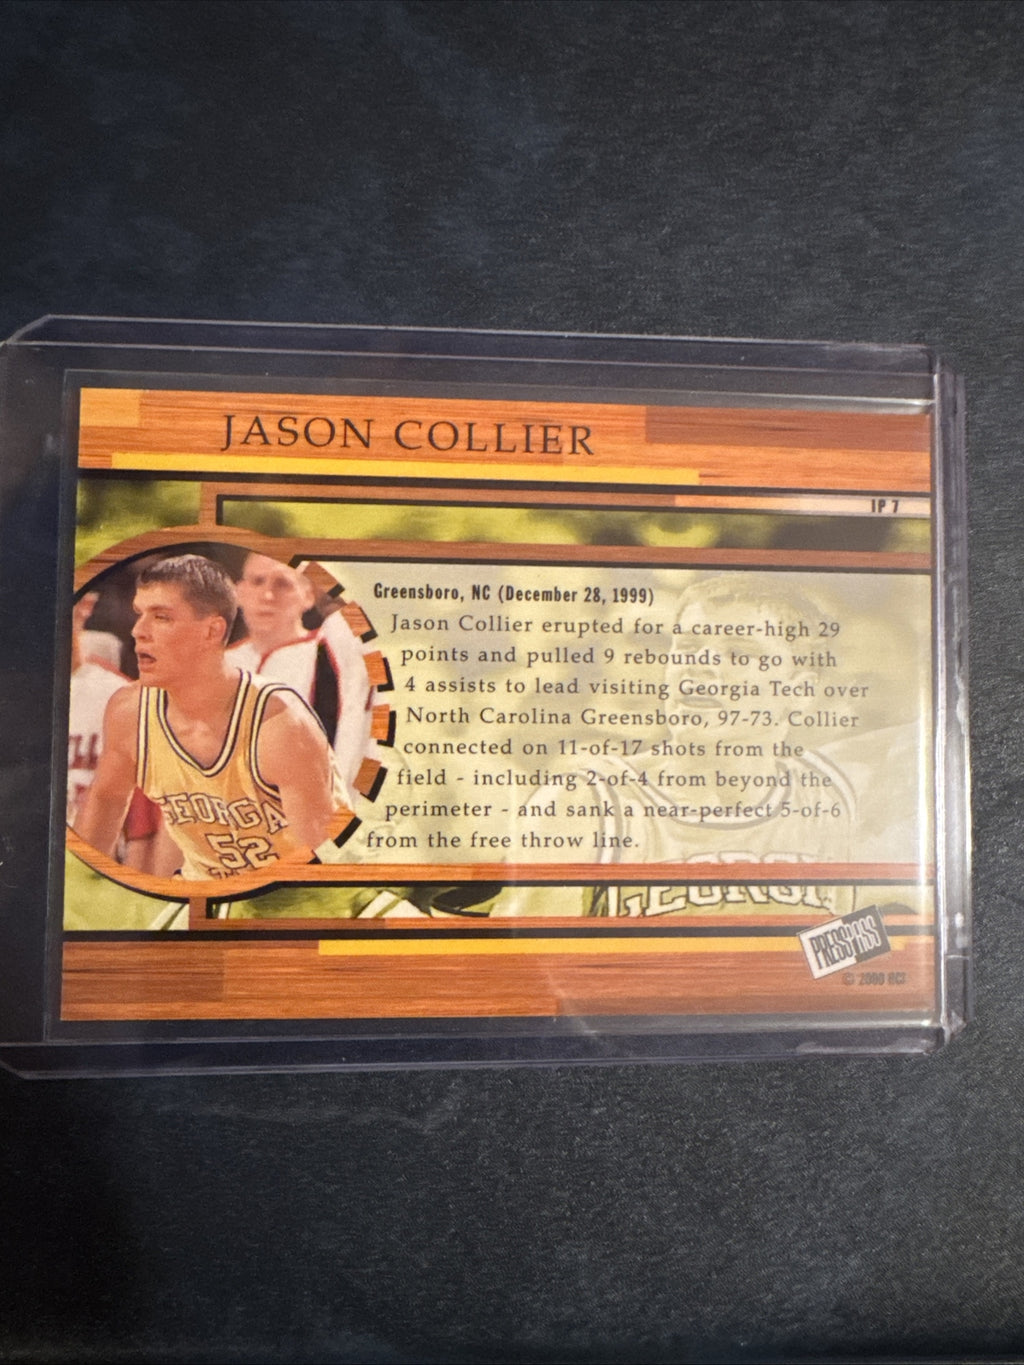 JASON COLLIER
IP 7
Greensboro, NC (December 28, 1999)
Jason Collier erupted for a career-high 29
points and pulled 9 rebounds to go with
4 assists to lead visiting Georgia Tech over
North Carolina Greensboro, 97-73. Collier
connected on 11-of-17 shots from the
field - including 2-of-4 from beyond the
perimeter - and sank a near-perfect 5-of-6
from the free throw line.
GEORGIA
52
PRESS PASS
© 2000